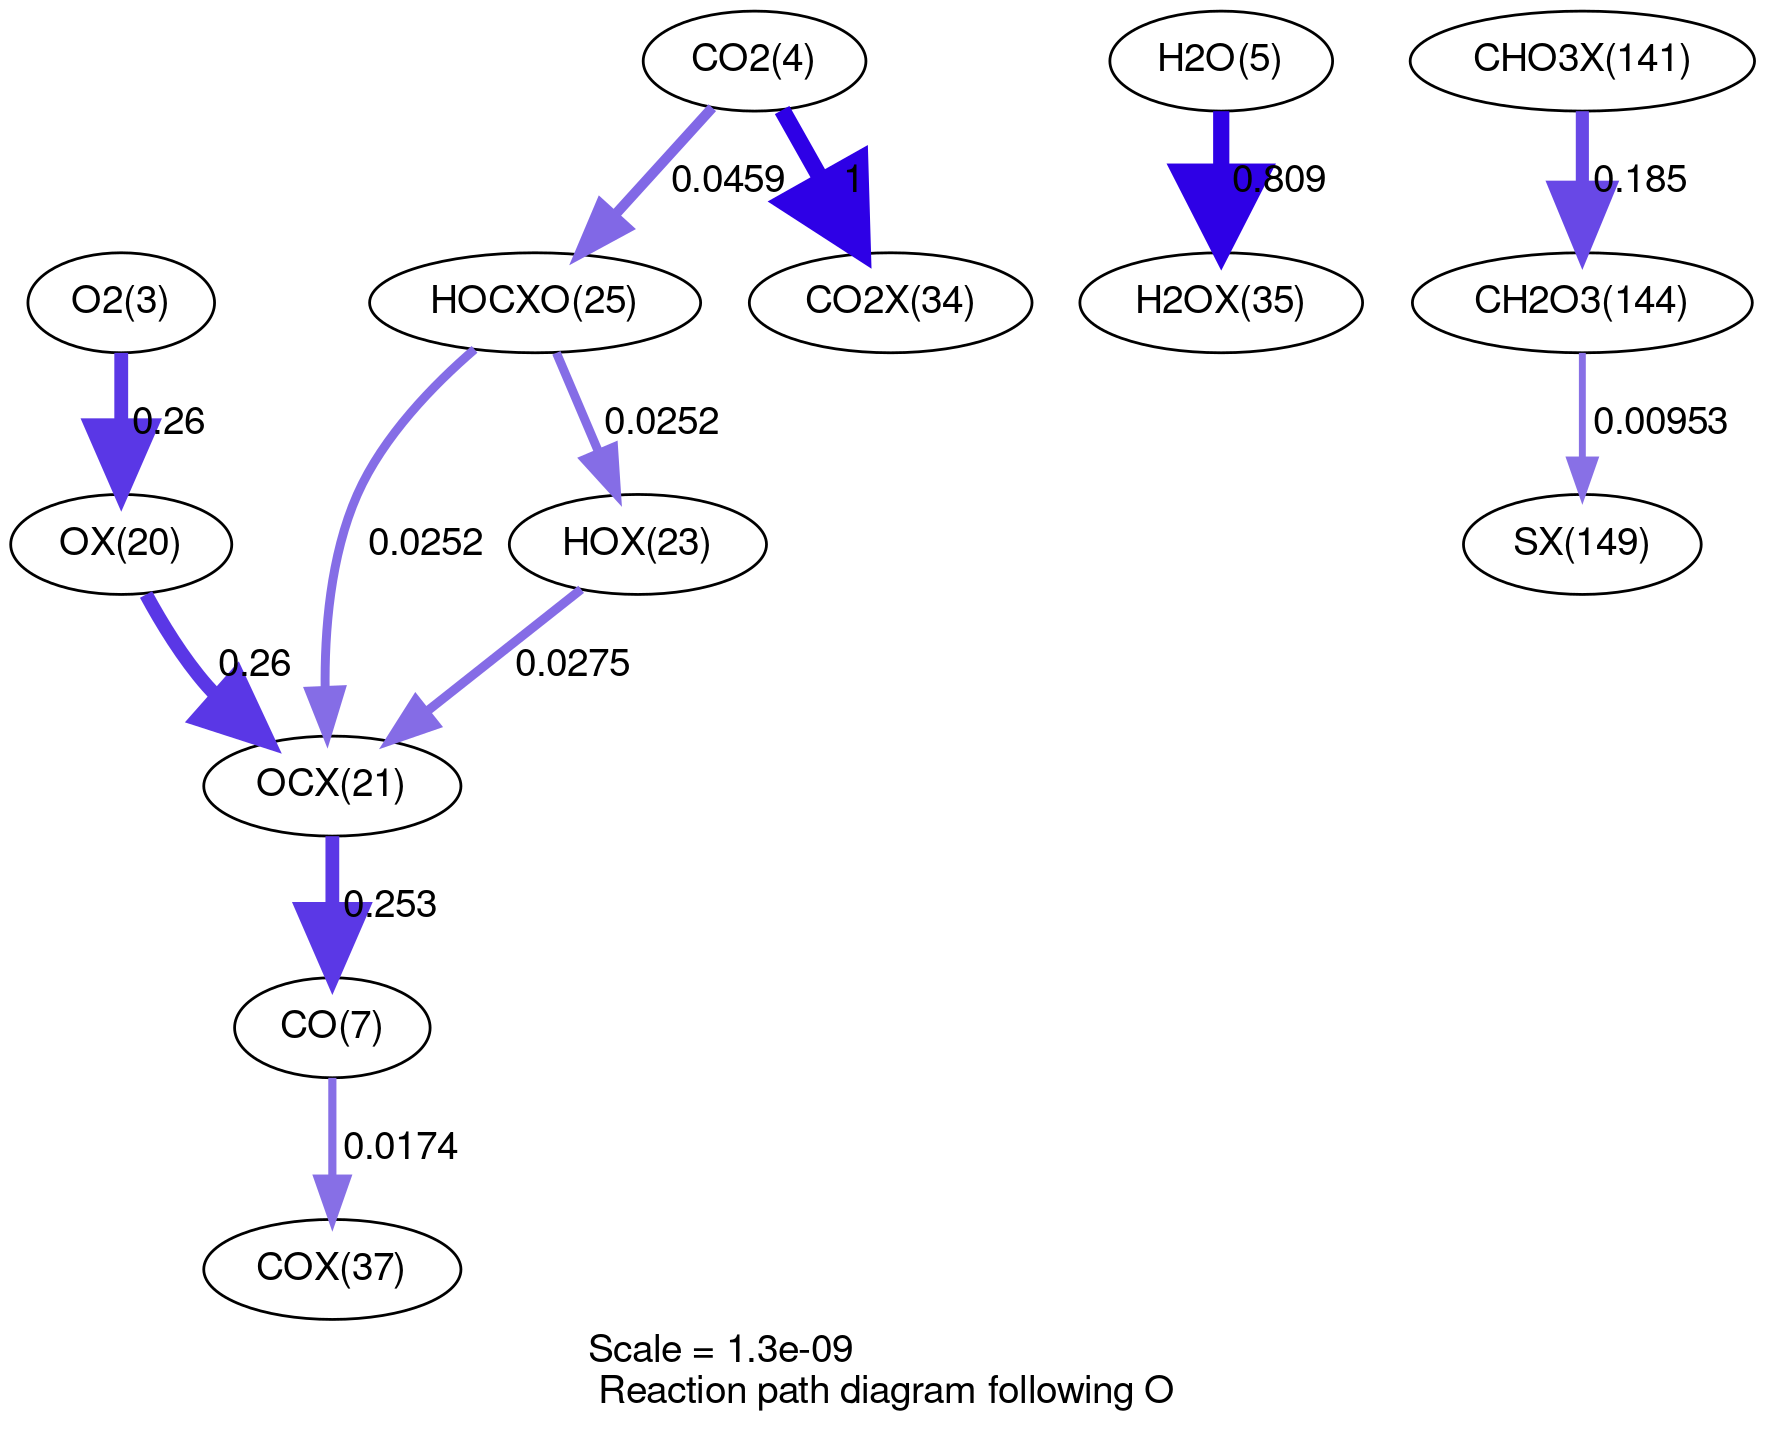 CO2(4)
H2O(5)
CHO3X(141)
0.0459
1
0.809
0.185
O2(3)
HOCXO(25)
CO2X(34)
H2OX(35)
CH2O3(144)
0.26
0.0252
0.00953
OX(20)
0.0252
HOX(23)
SX(149)
0.26
0.0275
OCX(21)
0.253
CO(7)
0.0174
COX(37)
Scale = 1.3e-09
Reaction path diagram following O